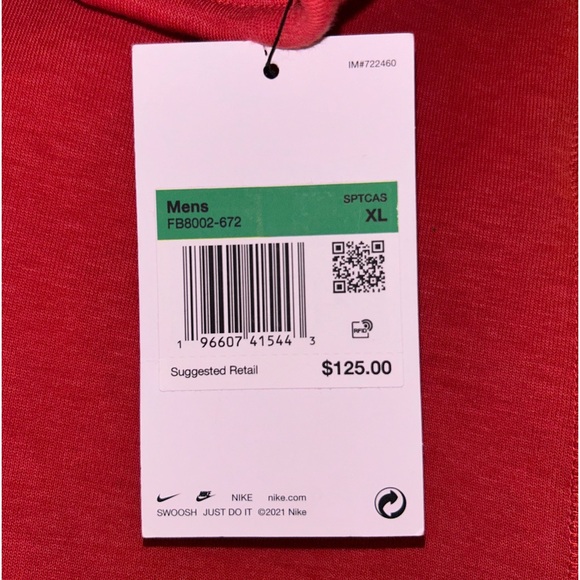 IM#722460
Mens SPTCAS
FB8002-672 XL
1 96607 41544 3
RFID
Suggested Retail $125.00
NIKE nike.com
SWOOSH JUST DO IT ©2021 Nike